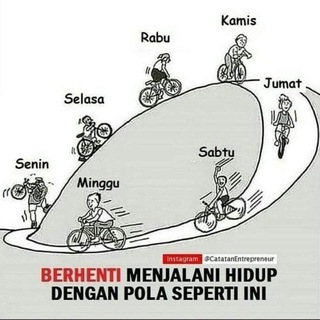 Kamis
Rabu
Jumat
Selasa
Sabtu
Senin
Minggu
Instagram @CatatanEntrepreneur
BERHENTI MENJALANI HIDUP
DENGAN POLA SEPERTI INI